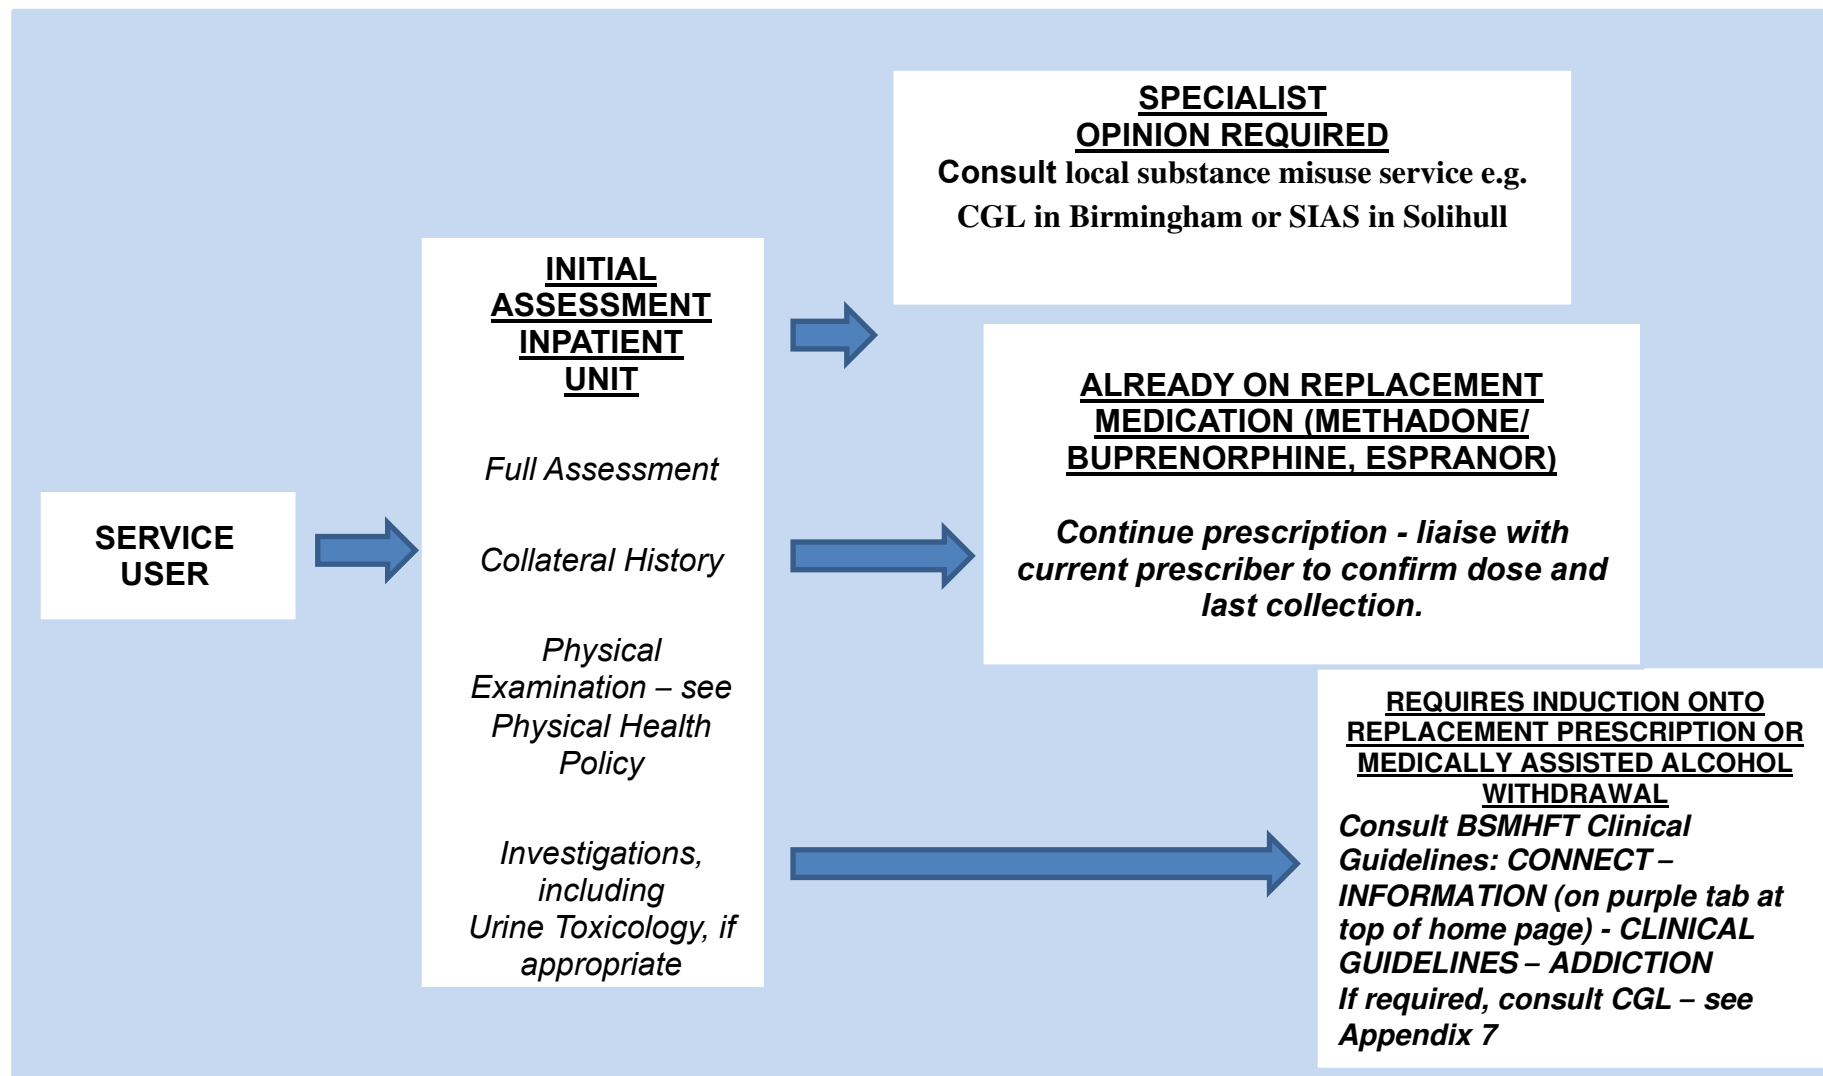 SERVICE
USER
INITIAL
ASSESSMENT
INPATIENT
UNIT
Full Assessment
Collateral History
Physical
Examination – see
Physical Health
Policy
Investigations,
including
Urine Toxicology, if
appropriate
SPECIALIST
OPINION REQUIRED
Consult local substance misuse service e.g.
CGL in Birmingham or SIAS in Solihull
ALREADY ON REPLACEMENT
MEDICATION (METHADONE/
BUPRENORPHINE, ESPRANOR)
Continue prescription - liaise with
current prescriber to confirm dose and
last collection.
REQUIRES INDUCTION ONTO
REPLACEMENT PRESCRIPTION OR
MEDICALLY ASSISTED ALCOHOL
WITHDRAWAL
Consult BSMHFT Clinical
Guidelines: CONNECT –
INFORMATION (on purple tab at
top of home page) - CLINICAL
GUIDELINES – ADDICTION
If required, consult CGL – see
Appendix 7